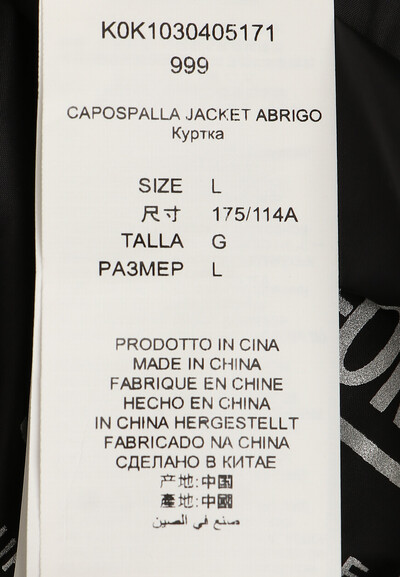 K0K1030405171
999
CAPOSPALLA JACKET ABRIGO
Куртка
SIZE L
尺寸 175/114A
TALLA G
РАЗМЕР L
PRODOTTO IN CINA
MADE IN CHINA
FABRIQUE EN CHINE
HECHO EN CHINA
IN CHINA HERGESTELLT
FABRICADO NA CHINA
СДЕЛАНО В КИТАЕ
产地:中国
產地:中國
صنع في الصين